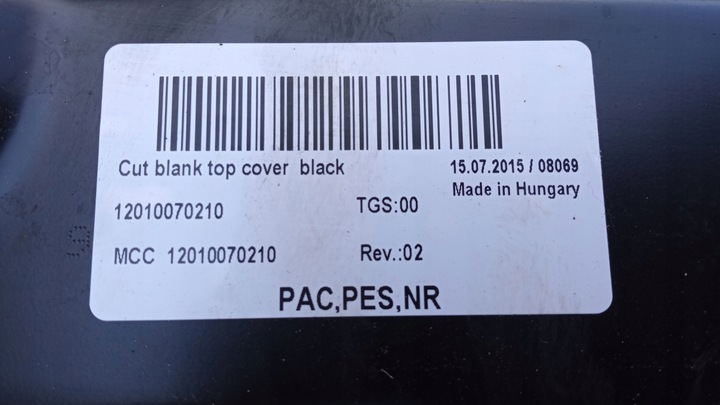 Cut blank top cover black
15.07.2015 / 08069
Made in Hungary
12010070210
TGS:00
MCC 12010070210
Rev.:02
PAC,PES,NR